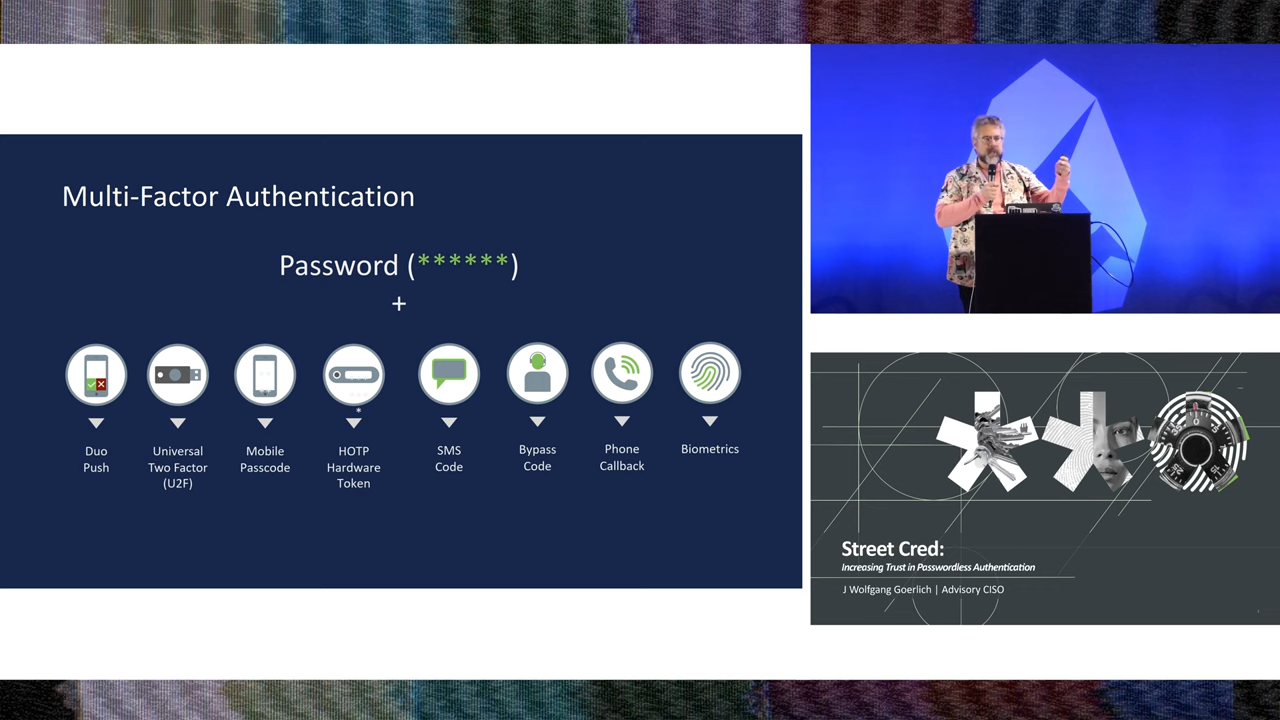 Multi-Factor Authentication
Password (******)
+
*
Duo
Push
Universal
Two Factor
(U2F)
Mobile
Passcode
HOTP
Hardware
Token
SMS
Code
Bypass
Code
Phone
Callback
Biometrics
Street Cred:
Increasing Trust in Passwordless Authentication
J Wolfgang Goerlich | Advisory CISO